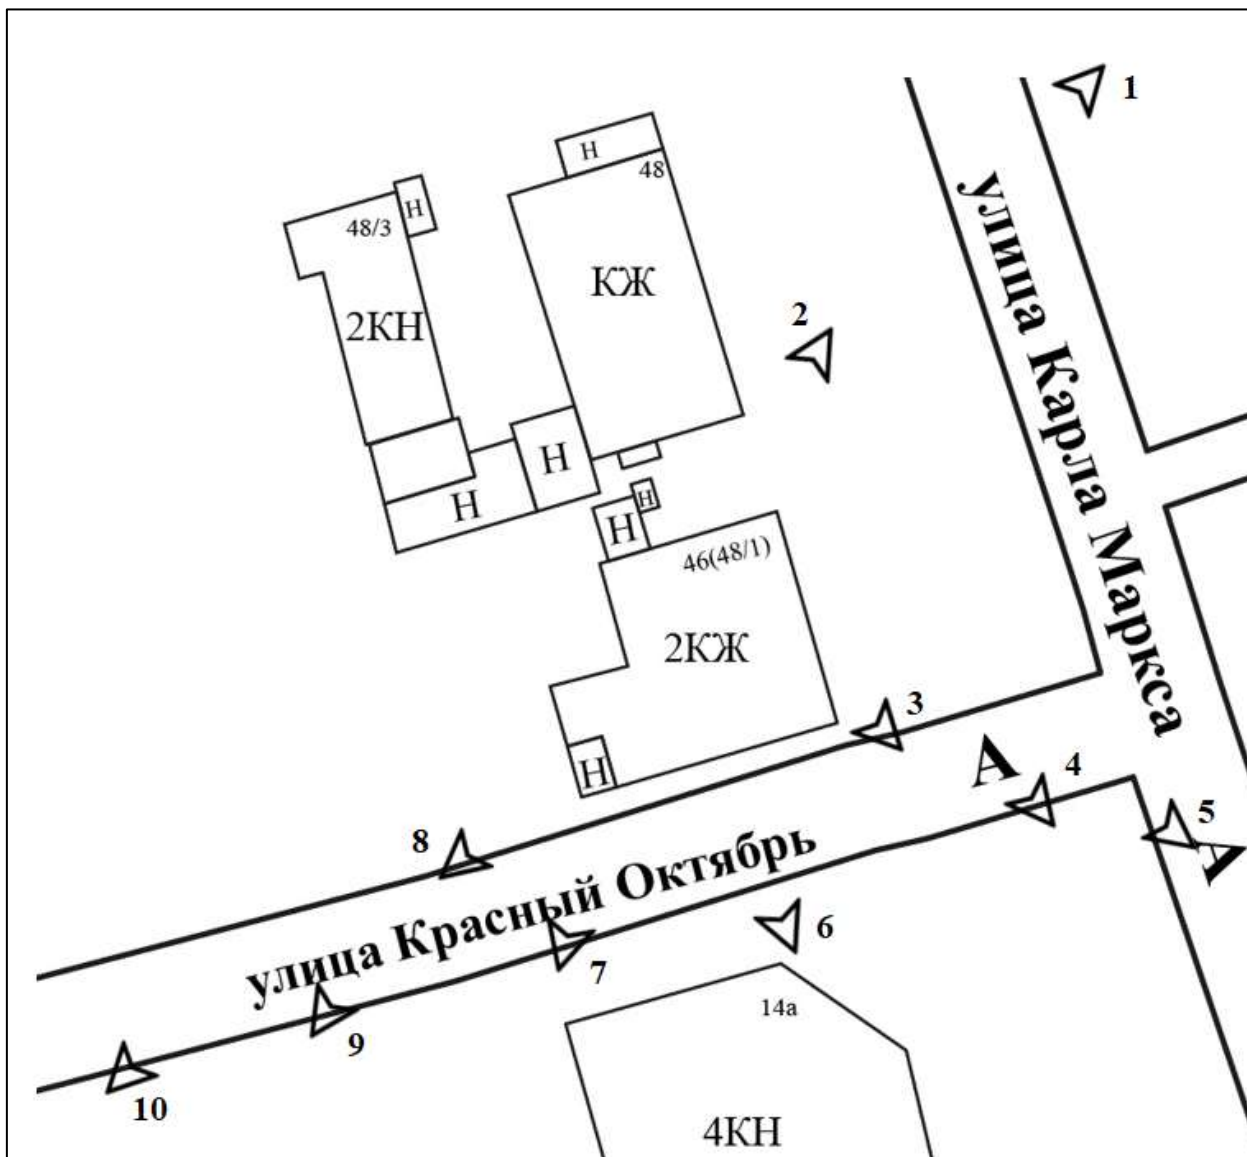 1
Н
48
Н
48/3
КЖ
2
2КН
улица Карла Маркса
Н
Н
Н
Н
46(48/1)
2КЖ
3
А
4
Н
5
А
8
улица Красный Октябрь
6
7
9
14а
10
4КН